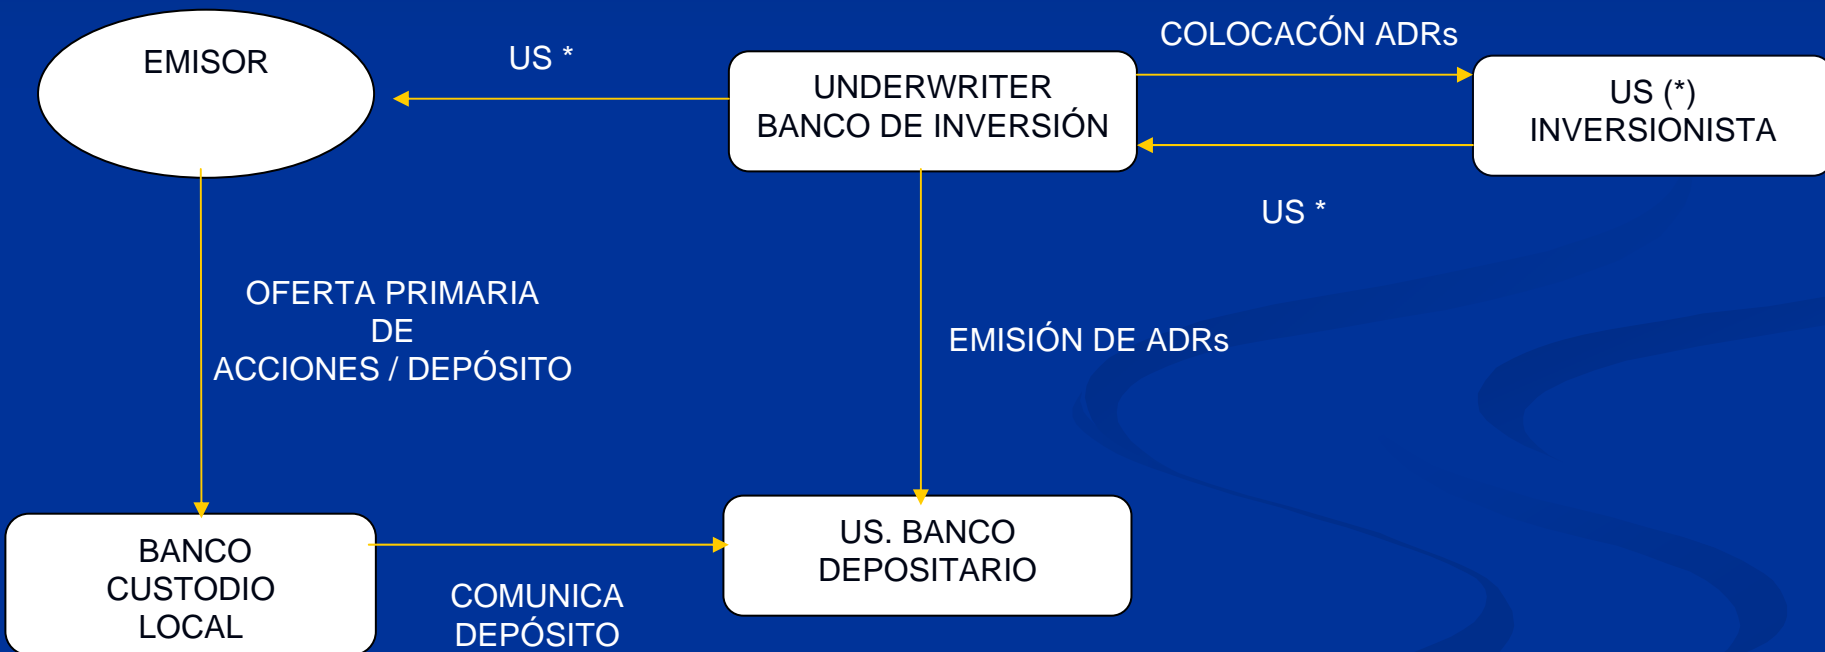 EMISOR
US *
UNDERWRITER
BANCO DE INVERSIÓN
COLOCACÓN ADRs
US (*)
INVERSIONISTA
US *
OFERTA PRIMARIA
DE
ACCIONES / DEPÓSITO
EMISIÓN DE ADRs
BANCO
CUSTODIO
LOCAL
COMUNICA
DEPÓSITO
US. BANCO
DEPOSITARIO